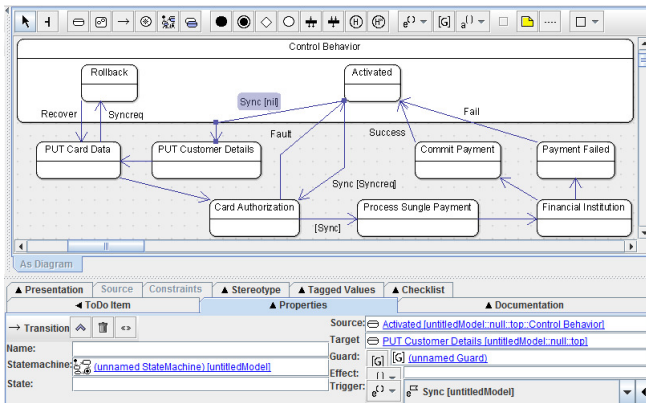 [G]
Control Behavior
Rollback
Activated
Sync [nil]
Recover
Syncreq
Fail
Fault
Success
PUT Card Data
PUT Customer Details
Commit Payment
Payment Failed
Sync [Syncreq]
Card Authorization
Process Sungle Payment
Financial Institution
[Sync]
As Diagram
▲ Presentation
Source
Constraints
▲ Stereotype
▲ Tagged Values
▲ Checklist
◄ ToDo Item
▲ Properties
▲ Documentation
→ Transition
Name:
Statemachine: (unnamed StateMachine) [untitledModel]
State:
Source: Activated [untitledModel::null::top::Control Behavior]
Target PUT Customer Details [untitledModel::null::top]
Guard: [G] [G] (unnamed Guard)
Effect:
Trigger: Sync [untitledModel]